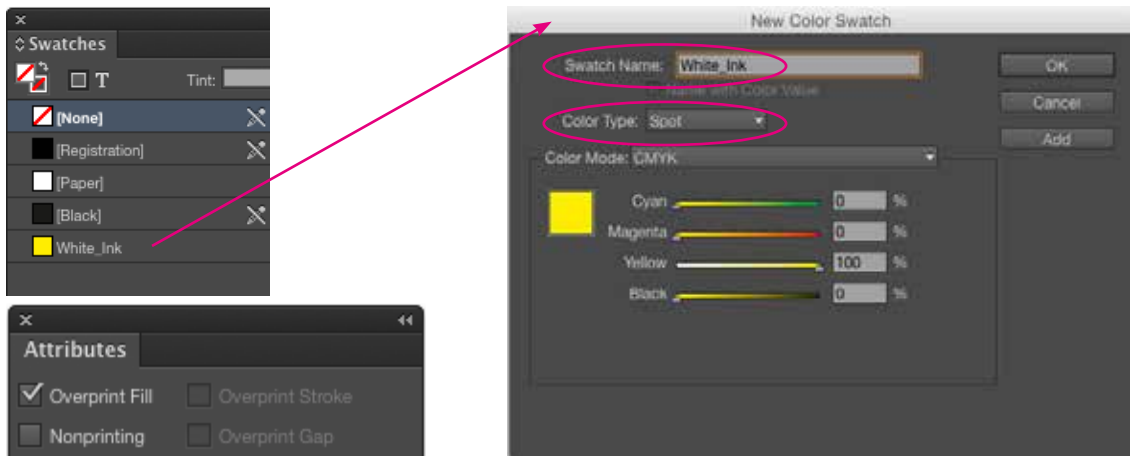 Swatches
T Tint:
[None]
[Registration]
[Paper]
[Black]
White_Ink
Attributes
Overprint Fill Overprint Stroke
Nonprinting Overprint Gap
New Color Swatch
Swatch Name: White_Ink OK
Name with Color Value
Cancel
Color Type: Spot
Add
Color Mode: CMYK
Cyan 0 %
Magenta 0 %
Yellow 100 %
Black 0 %